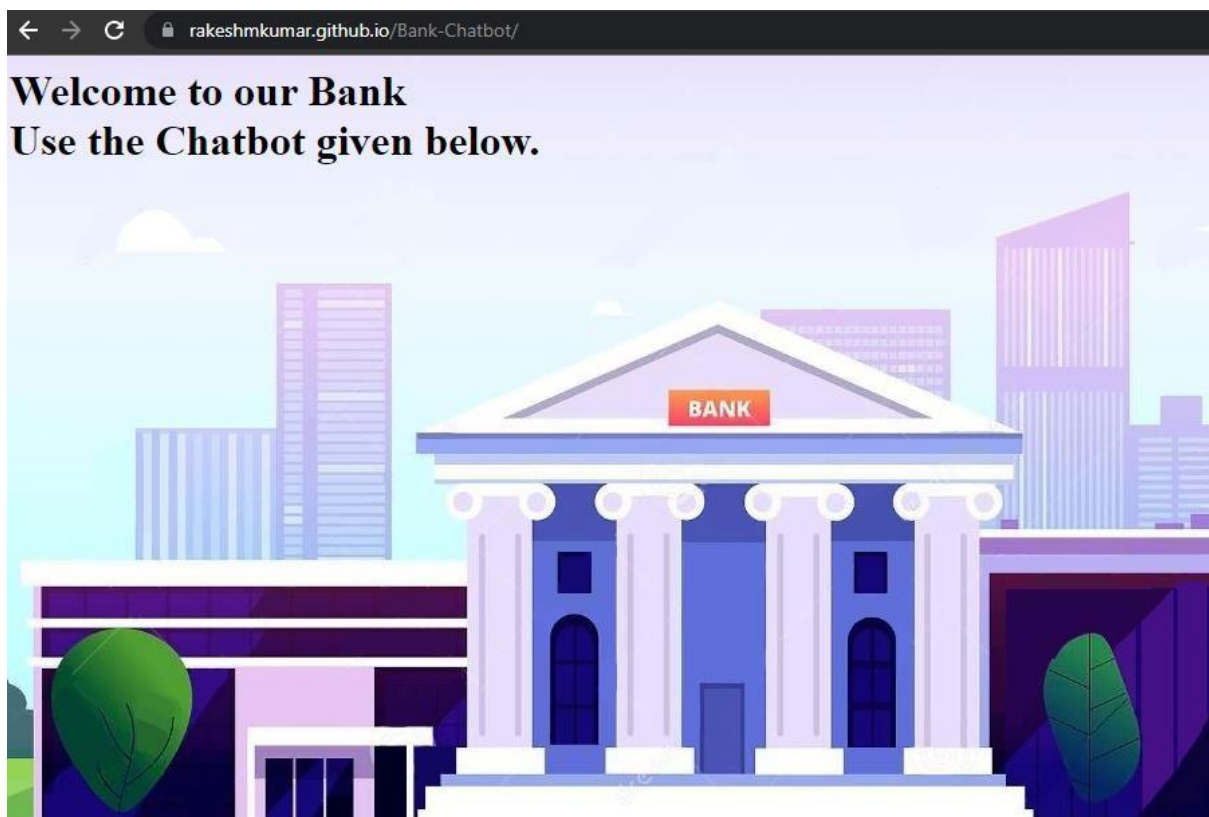 rakeshmkumar.github.io/Bank-Chatbot/
Welcome to our Bank
Use the Chatbot given below.
BANK